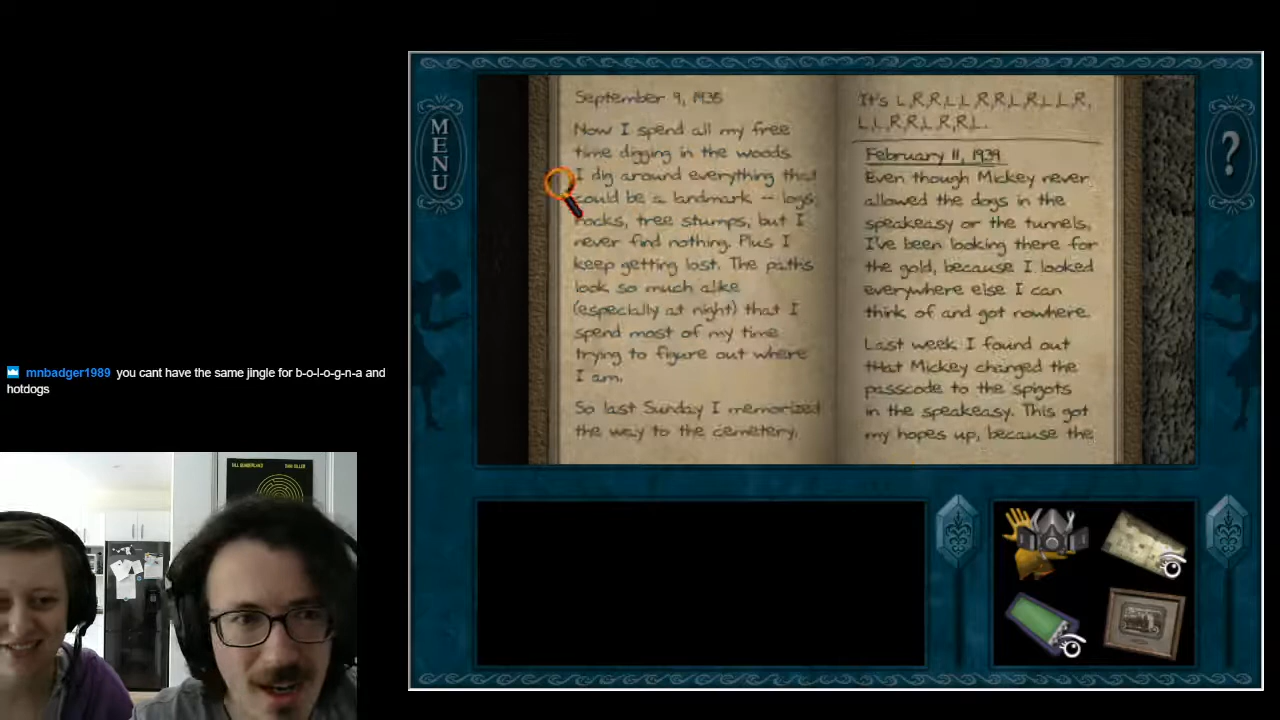 MENU
?
September 9, 1935
Now I spend all my free
time digging in the woods.
I dig around everything that
could be a landmark -- logs,
rocks, tree stumps, but I
never find nothing. Plus I
keep getting lost. The paths
look so much alike
(especially at night) that I
spend most of my time
trying to figure out where
I am.
So last Sunday I memorized
the way to the cemetery.
It's L,R,R,L,L,R,R,L,R,L,L,R,
L,L,R,R,L,R,R,L.
February 11, 1939
Even though Mickey never
allowed the dogs in the
speakeasy or the tunnels,
I've been looking there for
the gold, because I looked
everywhere else I can
think of and got nowhere.
Last week I found out
that Mickey changed the
passcode to the spigots
in the speakeasy. This got
my hopes up, because the
mnbadger1989 you cant have the same jingle for b-o-l-o-g-n-a and
hotdogs